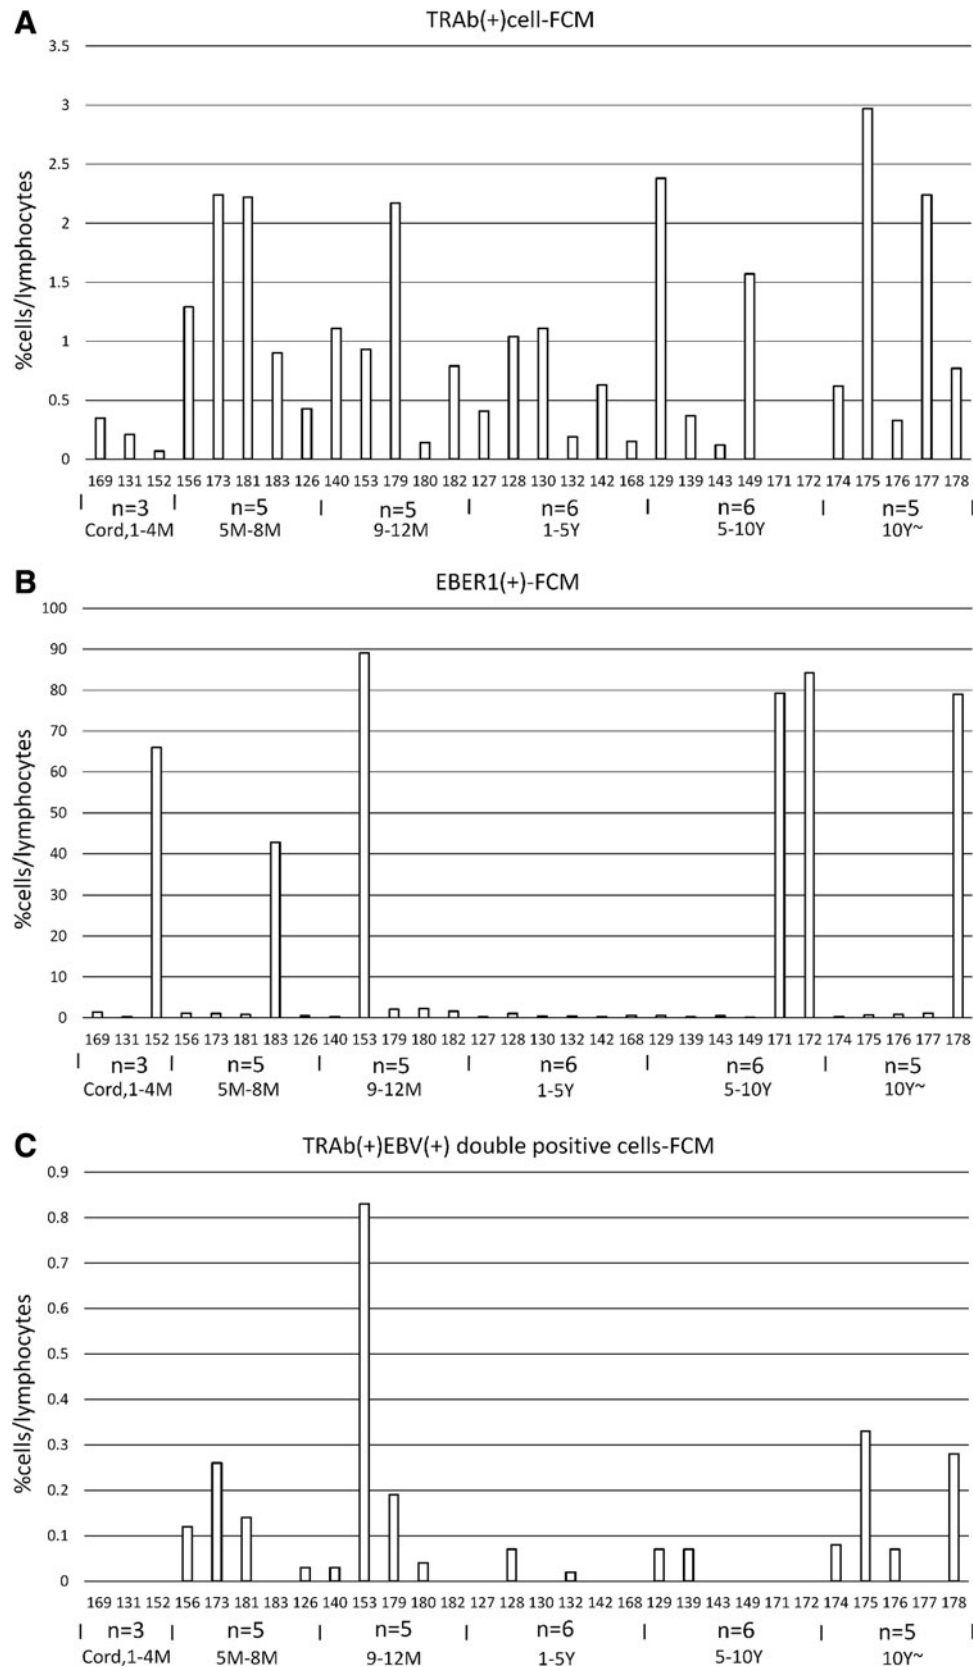 A
TRAb(+)cell-FCM
3.5
3
2.5
2
1.5
1
0.5
0
%cells/lymphocytes
169 131 152 156 173 181 183 126 140 153 179 180 182 127 128 130 132 142 168 129 139 143 149 171 172 174 175 176 177 178
| n=3 | n=5 | n=5 | n=6 | n=6 | n=5 |
Cord,1-4M 5M-8M 9-12M 1-5Y 5-10Y 10Y~
B
EBER1(+)-FCM
100
90
80
70
60
50
40
30
20
10
0
%cells/lymphocytes
169 131 152 156 173 181 183 126 140 153 179 180 182 127 128 130 132 142 168 129 139 143 149 171 172 174 175 176 177 178
| n=3 | n=5 | n=5 | n=6 | n=6 | n=5 |
Cord,1-4M 5M-8M 9-12M 1-5Y 5-10Y 10Y~
C
TRAb(+)EBV(+) double positive cells-FCM
0.9
0.8
0.7
0.6
0.5
0.4
0.3
0.2
0.1
0
%cells/lymphocytes
169 131 152 156 173 181 183 126 140 153 179 180 182 127 128 130 132 142 168 129 139 143 149 171 172 174 175 176 177 178
| n=3 | n=5 | n=5 | n=6 | n=6 | n=5 |
Cord,1-4M 5M-8M 9-12M 1-5Y 5-10Y 10Y~